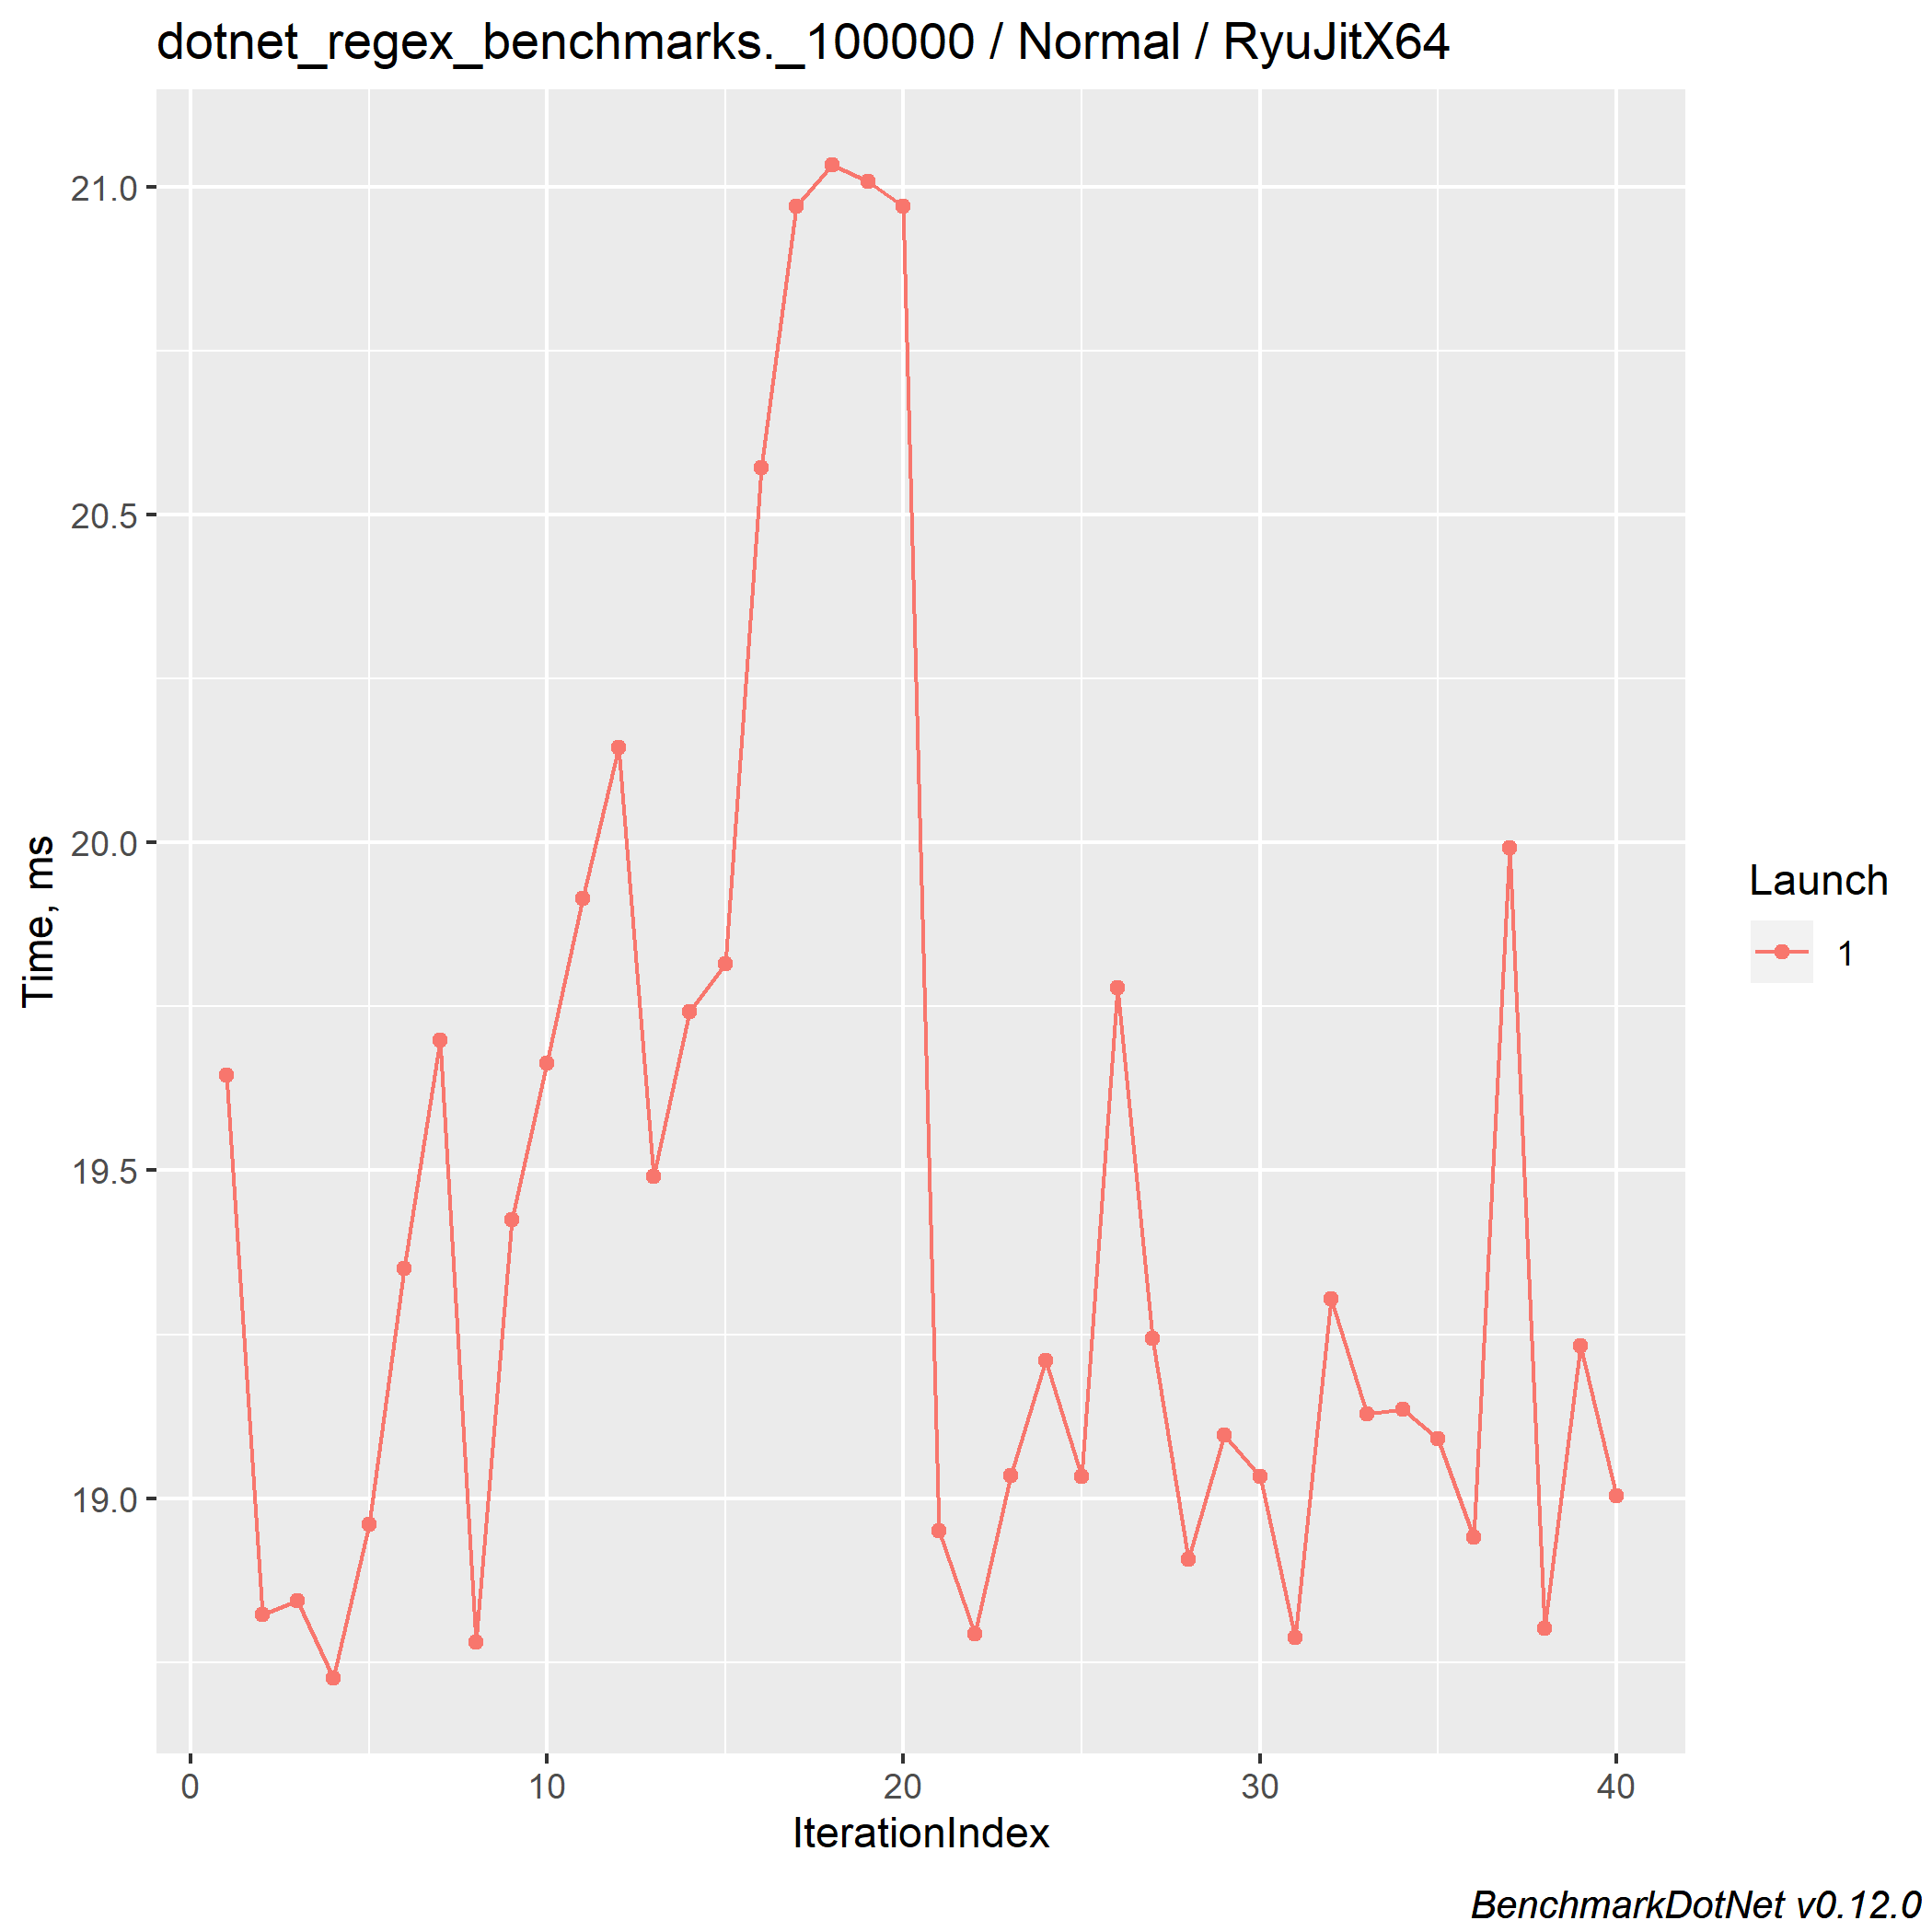 dotnet_regex_benchmarks._100000 / Normal / RyuJitX64
21.0
20.5
20.0
19.5
19.0
Time, ms
0 10 20 30 40
IterationIndex
Launch
1
BenchmarkDotNet v0.12.0